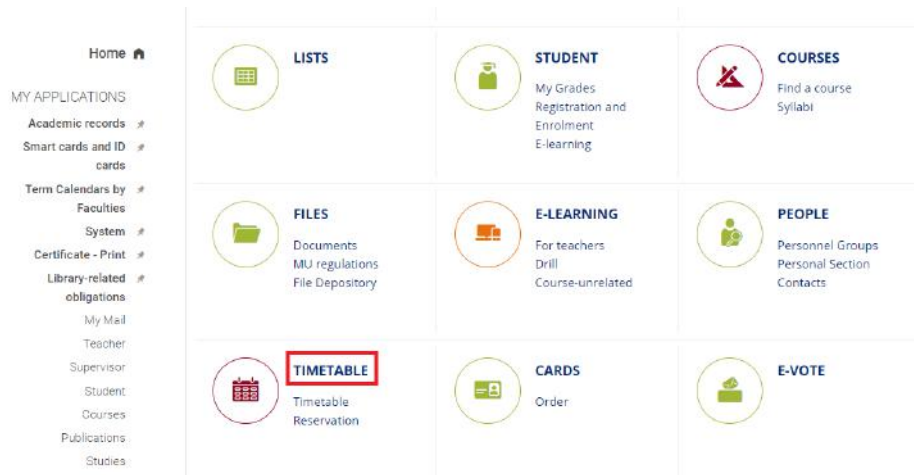 Home
MY APPLICATIONS
Academic records
Smart cards and ID
cards
Term Calendars by
Faculties
System
Certificate - Print
Library-related
obligations
My Mail
Teacher
Supervisor
Student
Courses
Publications
Studies
LISTS
STUDENT
My Grades
Registration and
Enrolment
E-learning
COURSES
Find a course
Syllabi
FILES
Documents
MU regulations
File Depository
E-LEARNING
For teachers
Drill
Course-unrelated
PEOPLE
Personnel Groups
Personal Section
Contacts
TIMETABLE
Timetable
Reservation
CARDS
Order
E-VOTE